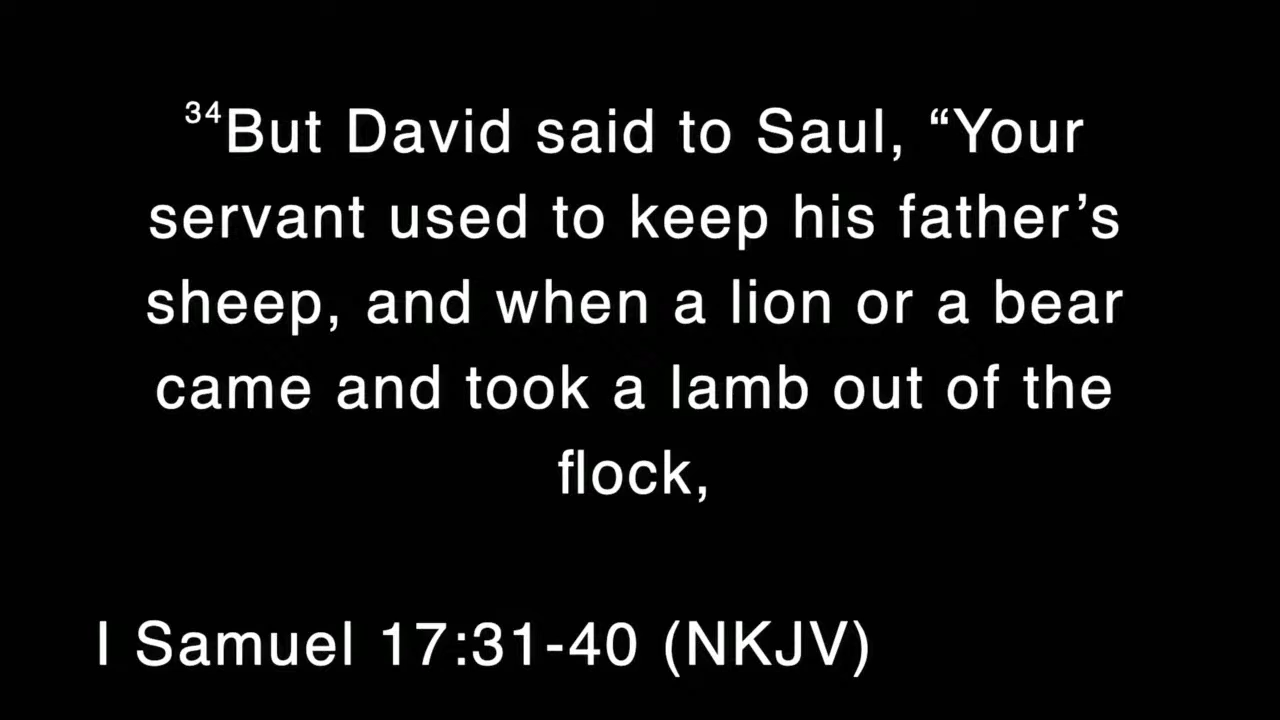 ³⁴But David said to Saul, “Your
servant used to keep his father’s
sheep, and when a lion or a bear
came and took a lamb out of the
flock,
I Samuel 17:31-40 (NKJV)